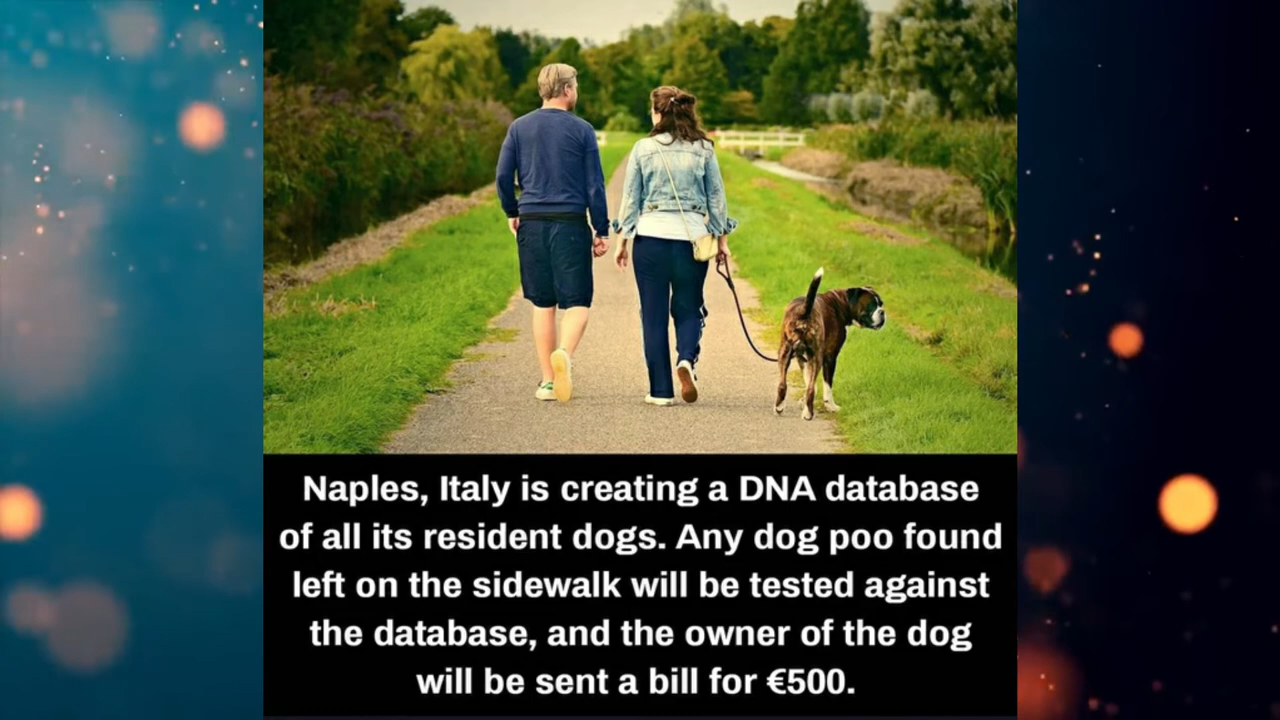 Naples, Italy is creating a DNA database
of all its resident dogs. Any dog poo found
left on the sidewalk will be tested against
the database, and the owner of the dog
will be sent a bill for €500.